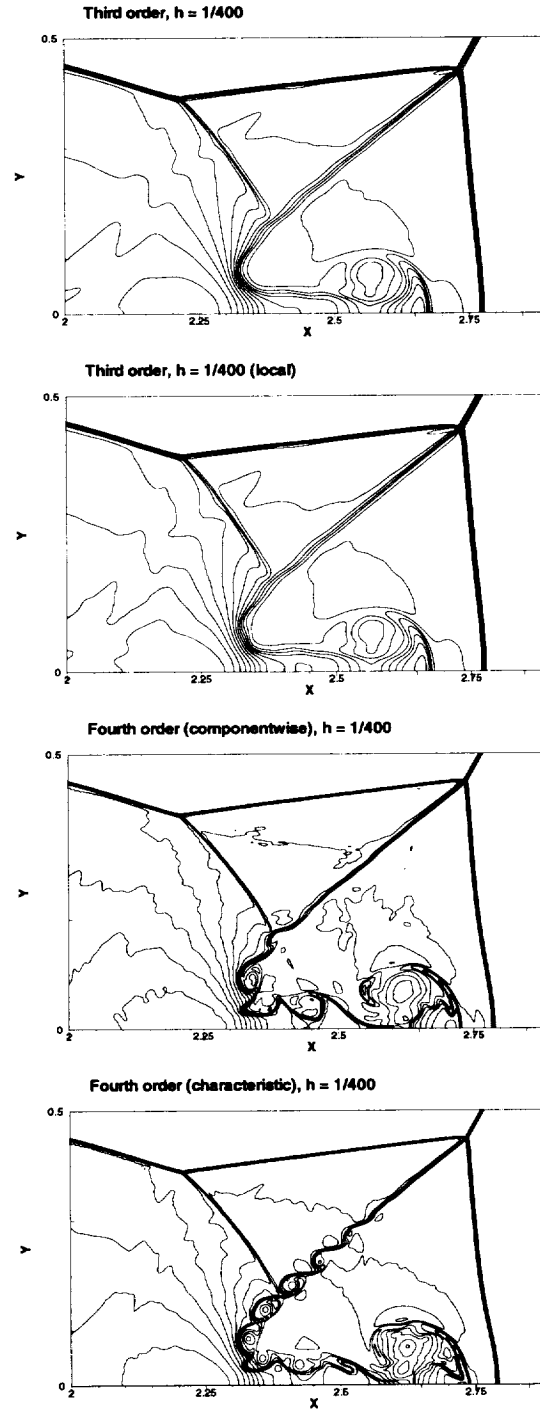 Third order, h = 1/400
0.5
Y
0
2
2.25
2.5
X
2.75
Third order, h = 1/400 (local)
0.5
Y
0
2
2.25
2.5
X
2.75
Fourth order (componentwise), h = 1/400
0.5
Y
0
2
2.25
2.5
X
2.75
Fourth order (characteristic), h = 1/400
0.5
Y
0
2
2.25
2.5
X
2.75